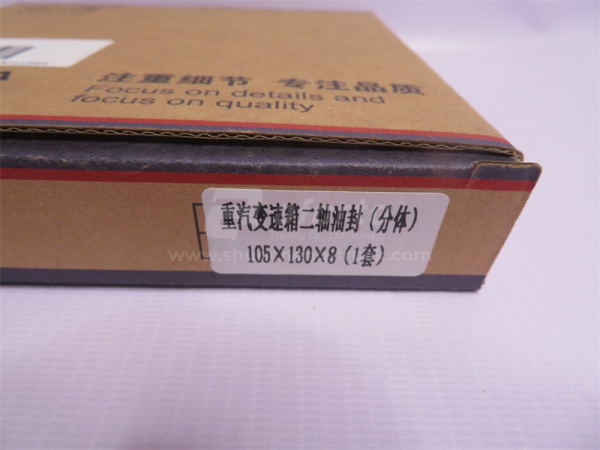 注重细节 专注品质
Focus on details and
focus on quality
重汽变速箱二轴油封(分体)
105×130×8(1套)